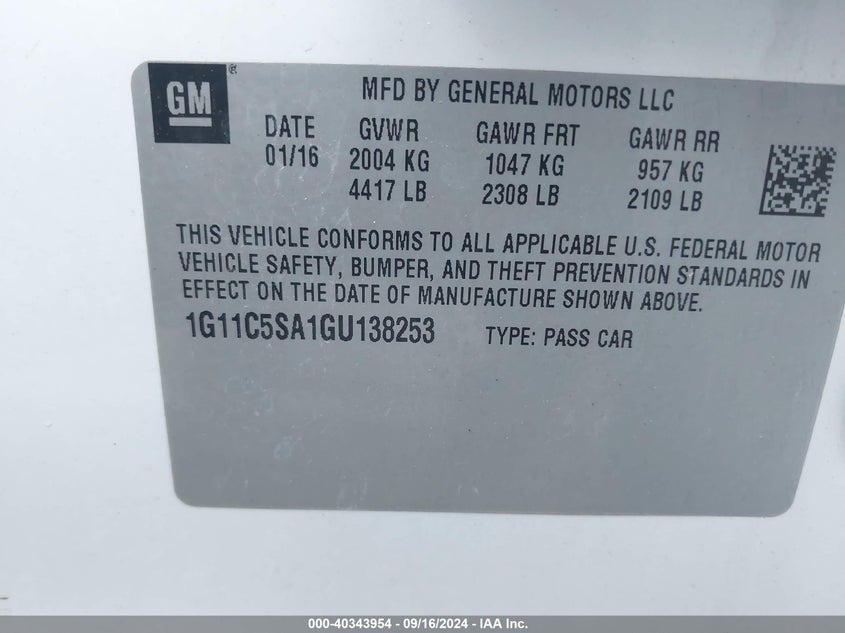 GM®
MFD BY GENERAL MOTORS LLC
DATE GVWR GAWR FRT GAWR RR
01/16 2004 KG 1047 KG 957 KG
4417 LB 2308 LB 2109 LB
THIS VEHICLE CONFORMS TO ALL APPLICABLE U.S. FEDERAL MOTOR
VEHICLE SAFETY, BUMPER, AND THEFT PREVENTION STANDARDS IN
EFFECT ON THE DATE OF MANUFACTURE SHOWN ABOVE.
1G11C5SA1GU138253 TYPE: PASS CAR
000-40343954 - 09/16/2024 - IAA Inc.